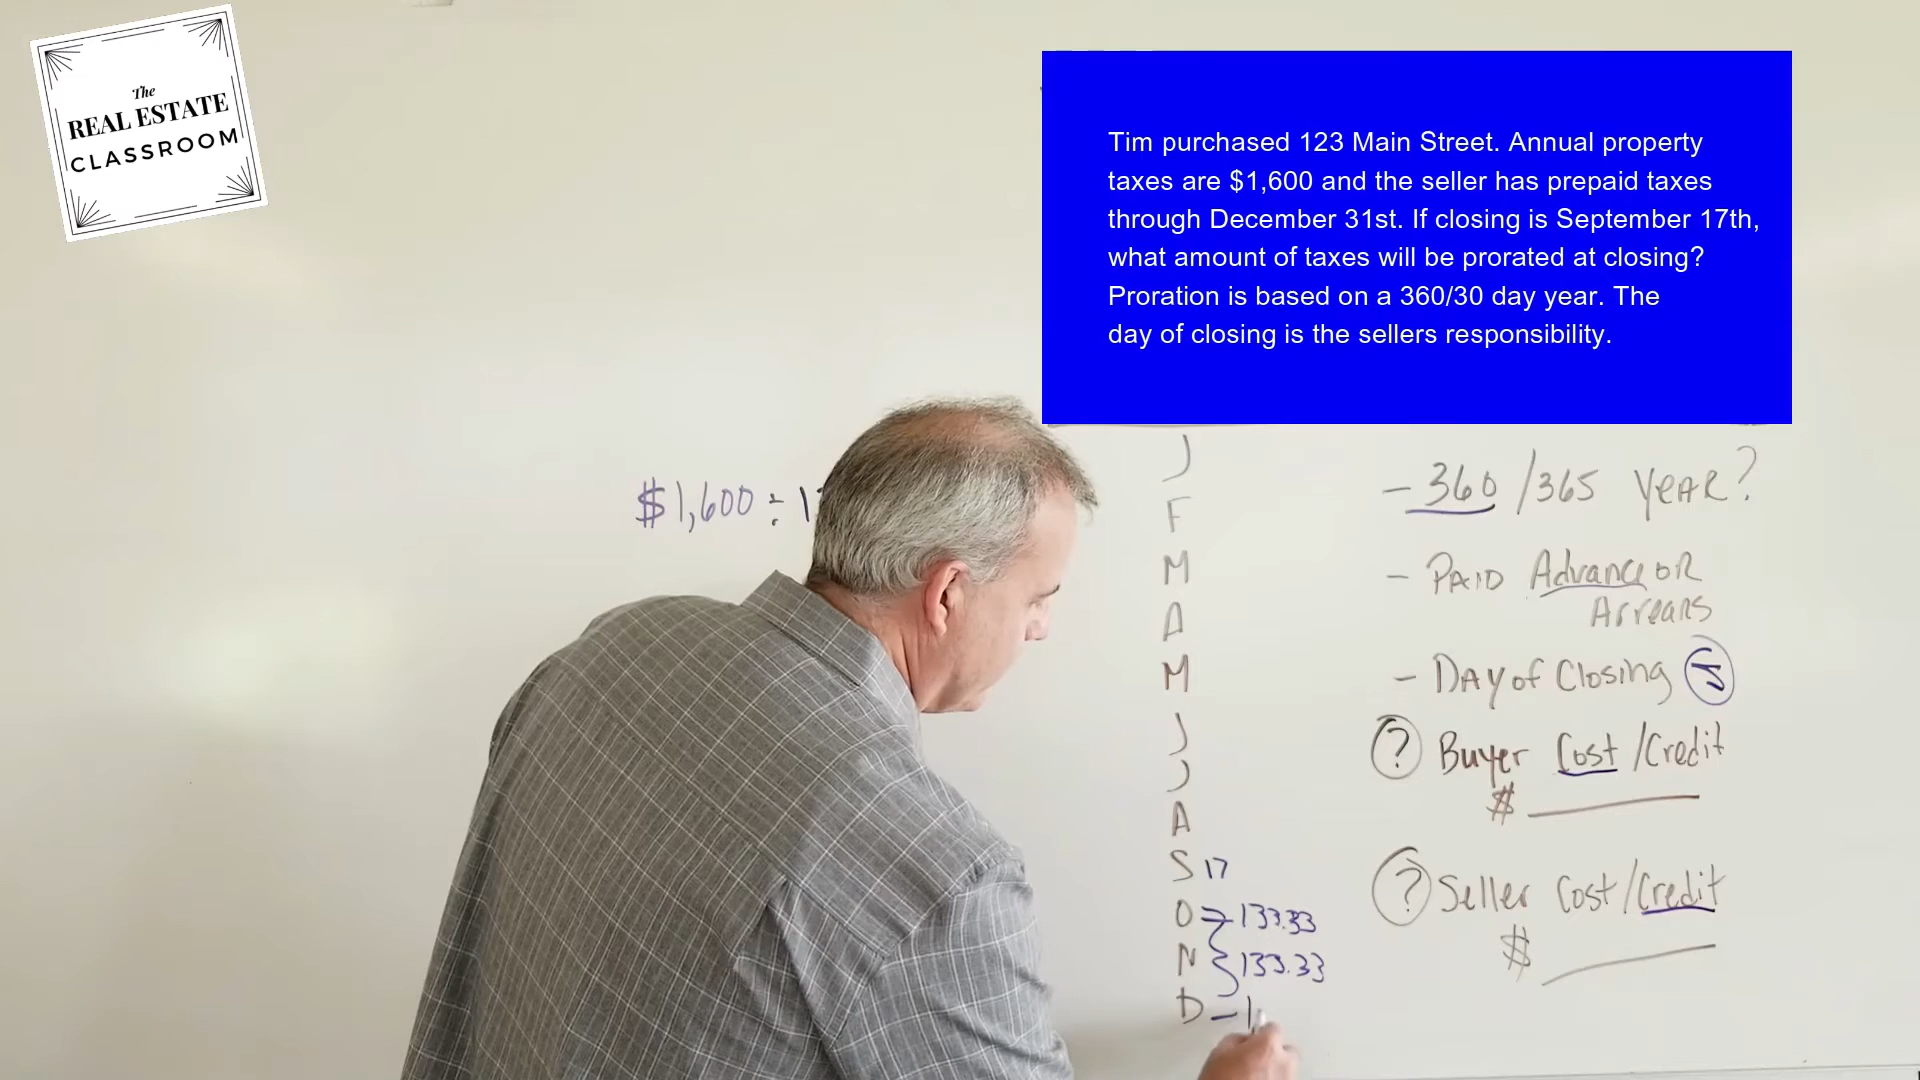 The
REAL ESTATE
CLASSROOM
Tim purchased 123 Main Street. Annual property
taxes are $1,600 and the seller has prepaid taxes
through December 31st. If closing is September 17th,
what amount of taxes will be prorated at closing?
Proration is based on a 360/30 day year. The
day of closing is the sellers responsibility.
$1,600 ÷ 1
J
F
M
A
M
J
J
A
S 17
O 133.33
N 133.33
D - 1
- 360/365 YEAR?
- PAID Advance OR
Arrears
- DAY of Closing S
? Buyer Cost/Credit
$
? Seller Cost/Credit
$